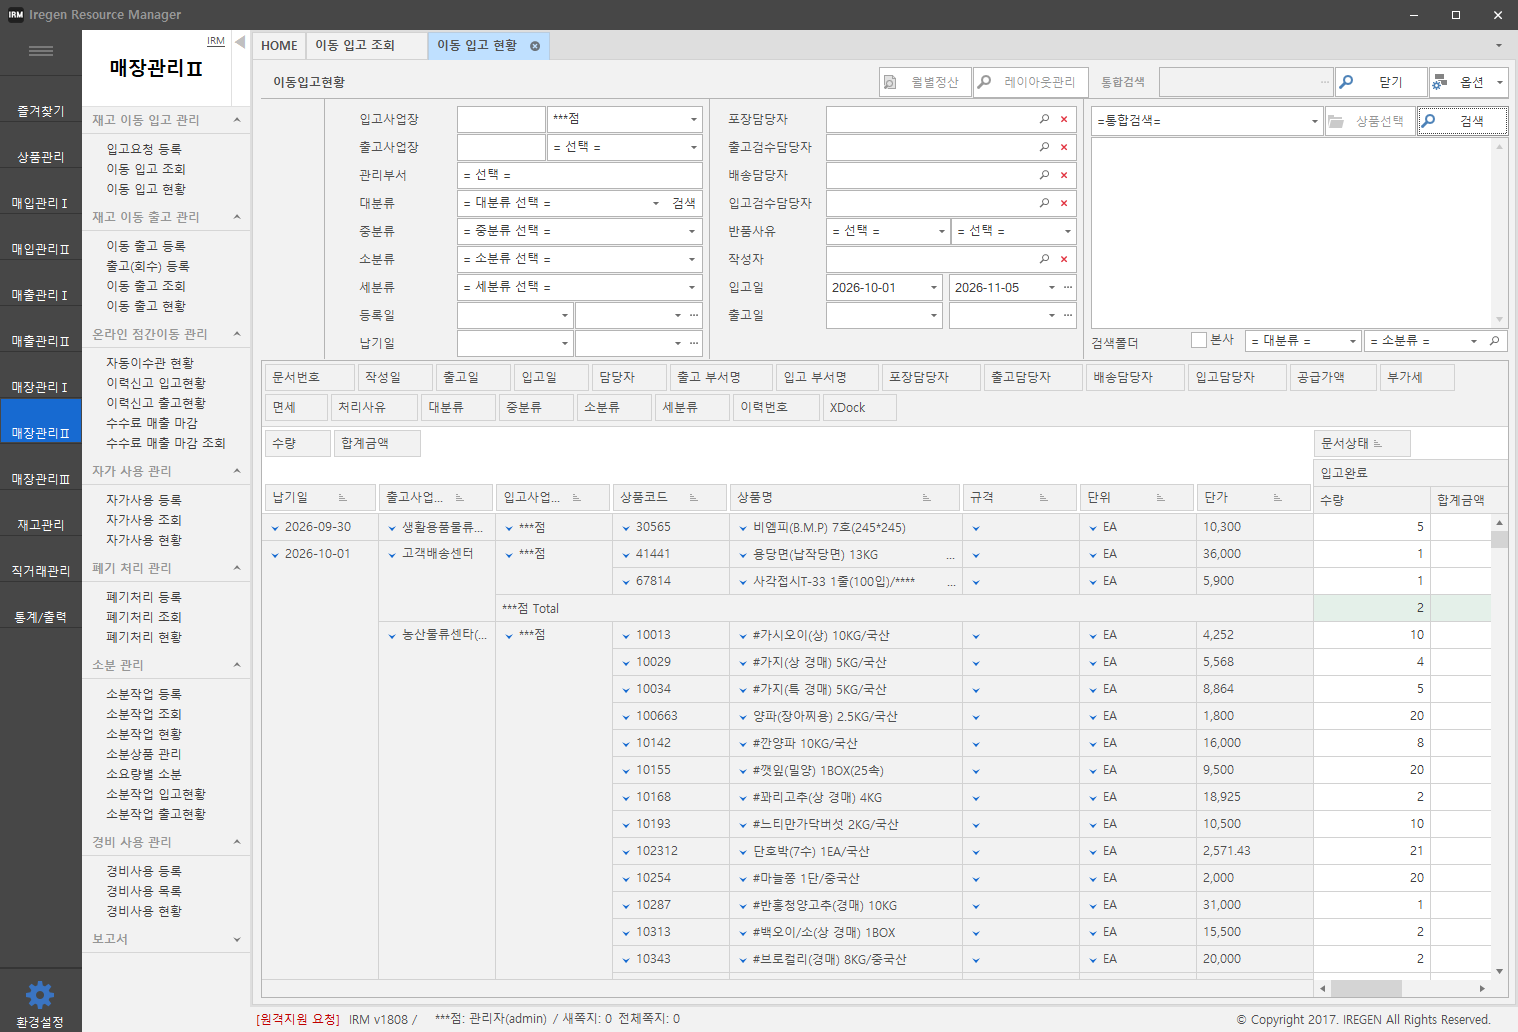 IRM Iregen Resource Manager
즐겨찾기
상품관리
매입관리Ⅰ
매입관리Ⅱ
매출관리Ⅰ
매출관리Ⅱ
매장관리Ⅰ
매장관리Ⅱ
매장관리Ⅲ
재고관리
직거래관리
통계/출력
환경설정
IRM
매장관리Ⅱ
재고 이동 입고 관리
입고요청 등록
이동 입고 조회
이동 입고 현황
재고 이동 출고 관리
이동 출고 등록
출고(회수) 등록
이동 출고 조회
이동 출고 현황
온라인 점간이동 관리
자동이수관 현황
이력신고 입고현황
이력신고 출고현황
수수료 매출 마감
수수료 매출 마감 조회
자가 사용 관리
자가사용 등록
자가사용 조회
자가사용 현황
폐기 처리 관리
폐기처리 등록
폐기처리 조회
폐기처리 현황
소분 관리
소분작업 등록
소분작업 조회
소분작업 현황
소분상품 관리
소요량별 소분
소분작업 입고현황
소분작업 출고현황
경비 사용 관리
경비사용 등록
경비사용 목록
경비사용 현황
보고서
HOME 이동 입고 조회 이동 입고 현황
이동입고현황 월별정산 레이아웃관리 통합검색 ... 닫기 옵션
입고사업장 ***점
출고사업장 = 선택 =
관리부서 = 선택 =
대분류 = 대분류 선택 = 검색
중분류 = 중분류 선택 =
소분류 = 소분류 선택 =
세분류 = 세분류 선택 =
등록일 ...
납기일 ...
포장담당자
출고검수담당자
배송담당자
입고검수담당자
반품사유 = 선택 = = 선택 =
작성자
입고일 2026-10-01 2026-11-05 ...
출고일 ...
=통합검색= 상품선택 검색
검색폴더 본사 = 대분류 = = 소분류 =
문서번호 작성일 출고일 입고일 담당자 출고 부서명 입고 부서명 포장담당자 출고담당자 배송담당자 입고담당자 공급가액 부가세
면세 처리사유 대분류 중분류 소분류 세분류 이력번호 XDock
수량 합계금액 문서상태
입고완료
납기일 출고사업... 입고사업... 상품코드 상품명 규격 단위 단가 수량 합계금액
2026-09-30 생활용품물류... ***점 30565 비엠피(B.M.P) 7호(245*245) EA 10,300 5
2026-10-01 고객배송센터 ***점 41441 용당면(납작당면) 13KG ... EA 36,000 1
67814 사각접시T-33 1줄(100입)/**** ... EA 5,900 1
***점 Total 2
농산물류센타(... ***점 10013 #가시오이(상) 10KG/국산 EA 4,252 10
10029 #가지(상 경매) 5KG/국산 EA 5,568 4
10034 #가지(특 경매) 5KG/국산 EA 8,864 5
100663 양파(장아찌용) 2.5KG/국산 EA 1,800 20
10142 #깐양파 10KG/국산 EA 16,000 8
10155 #깻잎(밀양) 1BOX(25속) EA 9,500 20
10168 #꽈리고추(상 경매) 4KG EA 18,925 2
10193 #느티만가닥버섯 2KG/국산 EA 10,500 10
102312 단호박(7수) 1EA/국산 EA 2,571.43 21
10254 #마늘쫑 1단/중국산 EA 2,000 20
10287 #반홍청양고추(경매) 10KG EA 31,000 1
10313 #백오이/소(상 경매) 1BOX EA 15,500 2
10343 #브로컬리(경매) 8KG/중국산 EA 20,000 2
[원격지원 요청] IRM v1808 / ***점: 관리자(admin) / 새쪽지: 0 전체쪽지: 0 © Copyright 2017. IREGEN All Rights Reserved.